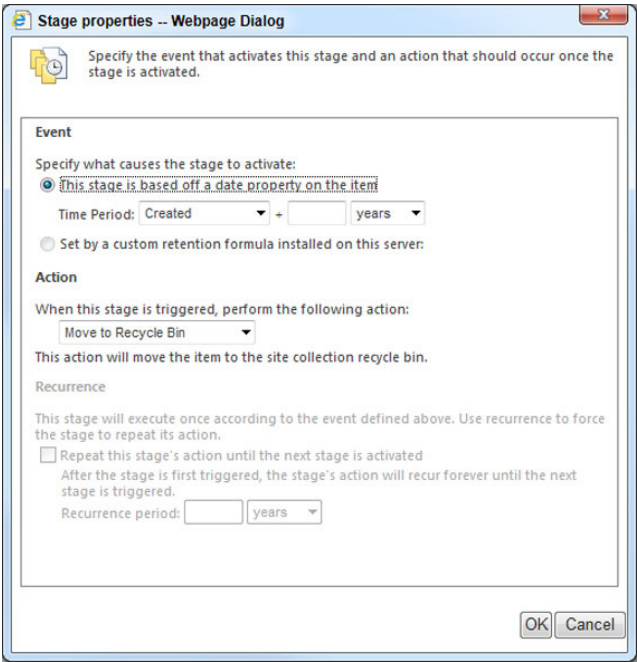 Stage properties -- Webpage Dialog
Specify the event that activates this stage and an action that should occur once the
stage is activated.
Event
Specify what causes the stage to activate:
This stage is based off a date property on the item
Time Period: Created + years
Set by a custom retention formula installed on this server:
Action
When this stage is triggered, perform the following action:
Move to Recycle Bin
This action will move the item to the site collection recycle bin.
Recurrence
This stage will execute once according to the event defined above. Use recurrence to force
the stage to repeat its action.
Repeat this stage's action until the next stage is activated
After the stage is first triggered, the stage's action will recur forever until the next
stage is triggered.
Recurrence period: years
OK Cancel